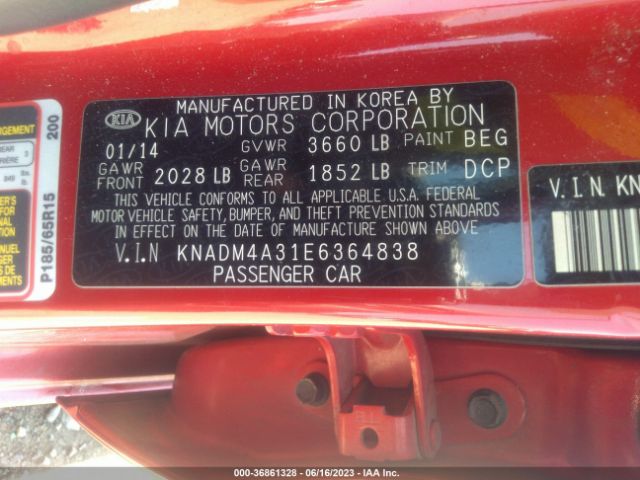 MANUFACTURED IN KOREA BY
KIA KIA MOTORS CORPORATION
01/14 GVWR 3660 LB PAINT BEG
GAWR FRONT 2028 LB GAWR REAR 1852 LB TRIM DCP
THIS VEHICLE CONFORMS TO ALL APPLICABLE U.S.A. FEDERAL
MOTOR VEHICLE SAFETY, BUMPER, AND THEFT PREVENTION STANDARDS
IN EFFECT ON THE DATE OF MANUFACTURE SHOWN ABOVE
V.I.N KNADM4A31E6364838
PASSENGER CAR
V.I.N KN
P185/65R15 200
000-36861328 | 06/16/2023 | IAA Inc.